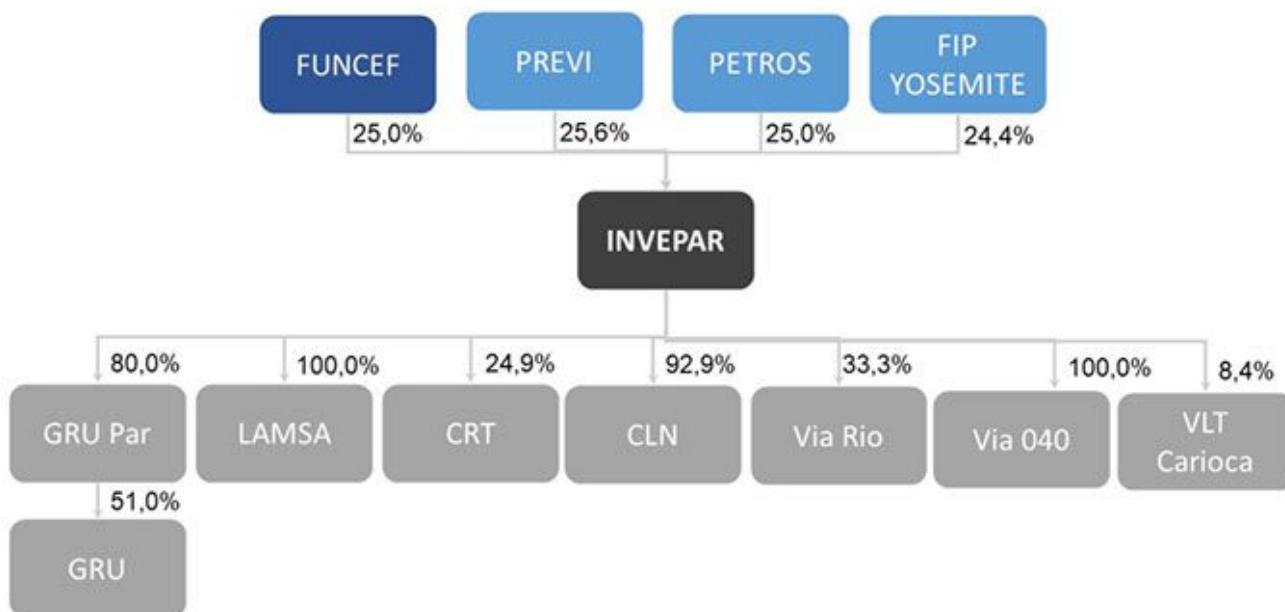 FUNCEF
PREVI
PETROS
FIP
YOSEMITE
25,0%
25,6%
25,0%
24,4%
INVEPAR
80,0%
100,0%
24,9%
92,9%
33,3%
100,0%
8,4%
GRU Par
LAMSA
CRT
CLN
Via Rio
Via 040
VLT
Carioca
51,0%
GRU